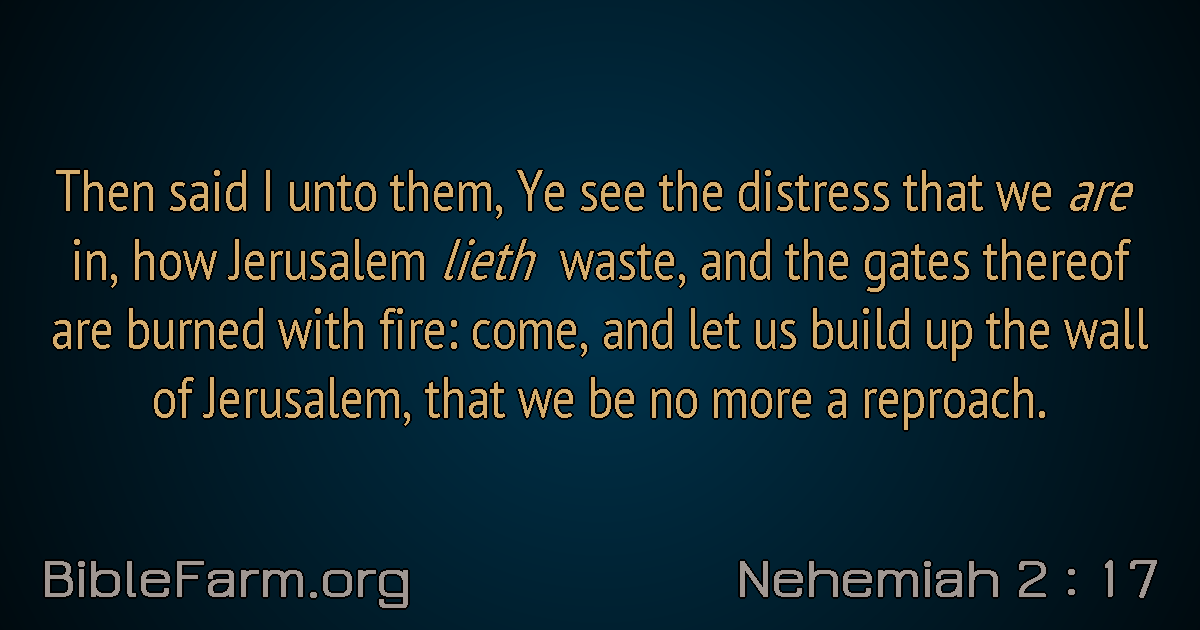 Then said I unto them, Ye see the distress that we are
in, how Jerusalem lieth waste, and the gates thereof
are burned with fire: come, and let us build up the wall
of Jerusalem, that we be no more a reproach.
BibleFarm.org
Nehemiah 2 : 17